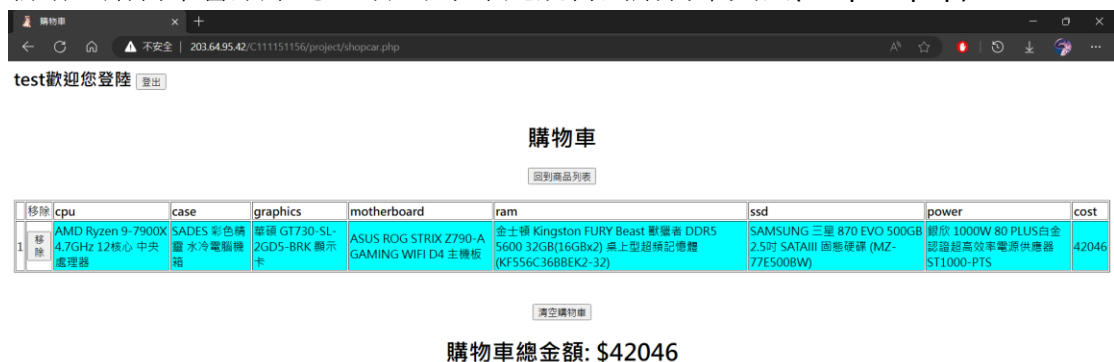 購物車
不安全 203.64.95.42/C111151156/project/shopcar.php
test歡迎您登陸 登出
購物車
回到商品列表
移除 cpu case graphics motherboard ram ssd power cost
1 移除 AMD Ryzen 9-7900X 4.7GHz 12核心 中央處理器 SADES 彩色精靈 水冷電腦機箱 華碩 GT730-SL-2GD5-BRK 顯示卡 ASUS ROG STRIX Z790-A GAMING WIFI D4 主機板 金士頓 Kingston FURY Beast 獸獵者 DDR5 5600 32GB(16GBx2) 桌上型超頻記憶體 (KF556C36BBEK2-32) SAMSUNG 三星 870 EVO 500GB 2.5吋 SATAIII 固態硬碟 (MZ-77E500BW) 銀欣 1000W 80 PLUS白金認證超高效率電源供應器 ST1000-PTS 42046
清空購物車
購物車總金額: $42046